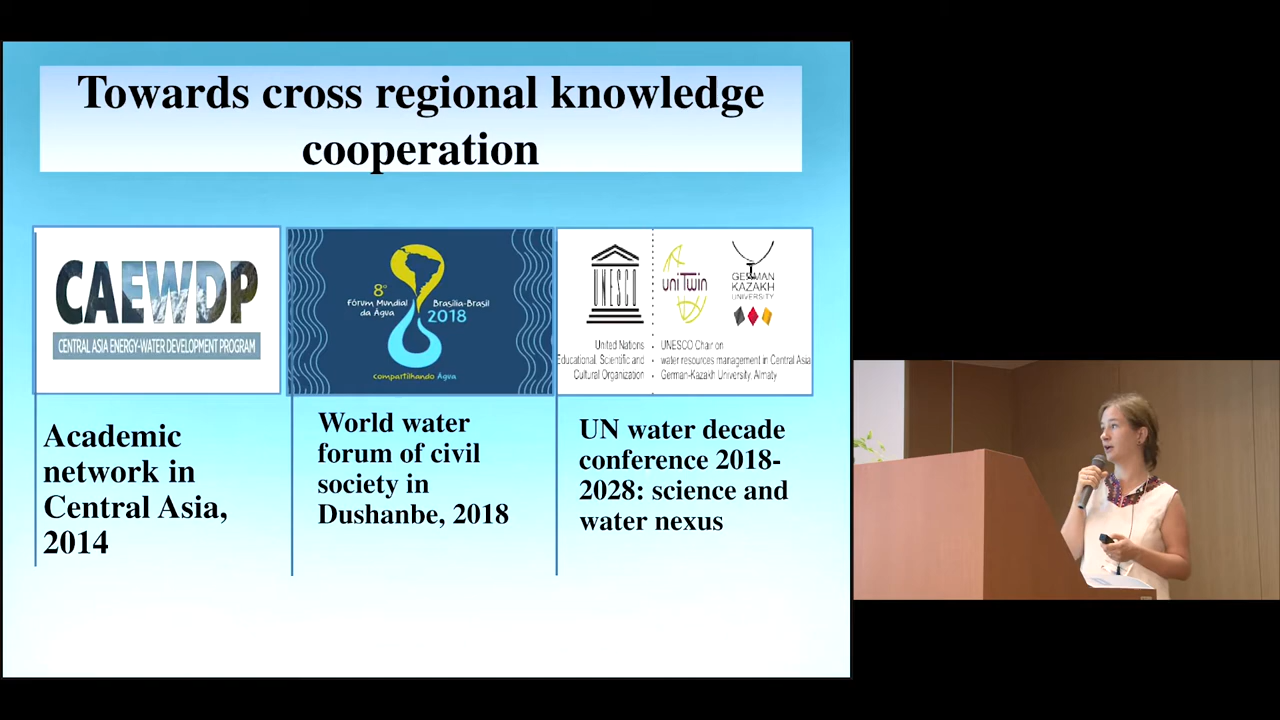 Towards cross regional knowledge
cooperation
CAEWDP
CENTRAL ASIA ENERGY-WATER DEVELOPMENT PROGRAM
8º
Fórum Mundial
da Água
Brasília-Brasil
2018
Compartilhando Água
UNESCO
uniTwin
GERMAN
KAZAKH
UNIVERSITY
United Nations
Educational, Scientific and
Cultural Organization
UNESCO Chair on
water resources management in Central Asia
German-Kazakh University, Almaty
Academic
network in
Central Asia,
2014
World water
forum of civil
society in
Dushanbe, 2018
UN water decade
conference 2018-
2028: science and
water nexus